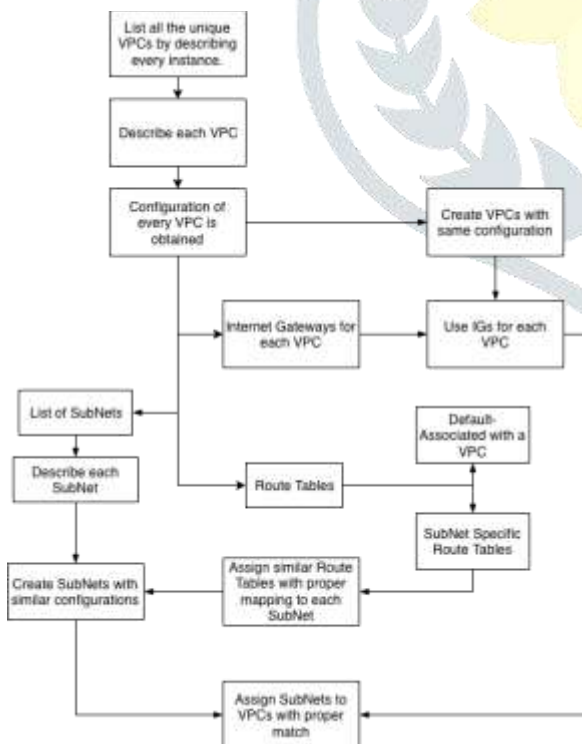 List all the unique
VPCs by describing
every instance.
Describe each VPC
Configuration of
every VPC is
obtained
Create VPCs with
same configuration
Internet Gateways for
each VPC
Use IGs for each
VPC
List of SubNets
Default-
Associated with a
VPC
Describe each
SubNet
Route Tables
SubNet Specific
Route Tables
Create SubNets with
similar configurations
Assign similar Route
Tables with proper
mapping to each
SubNet
Assign SubNets to
VPCs with proper
match